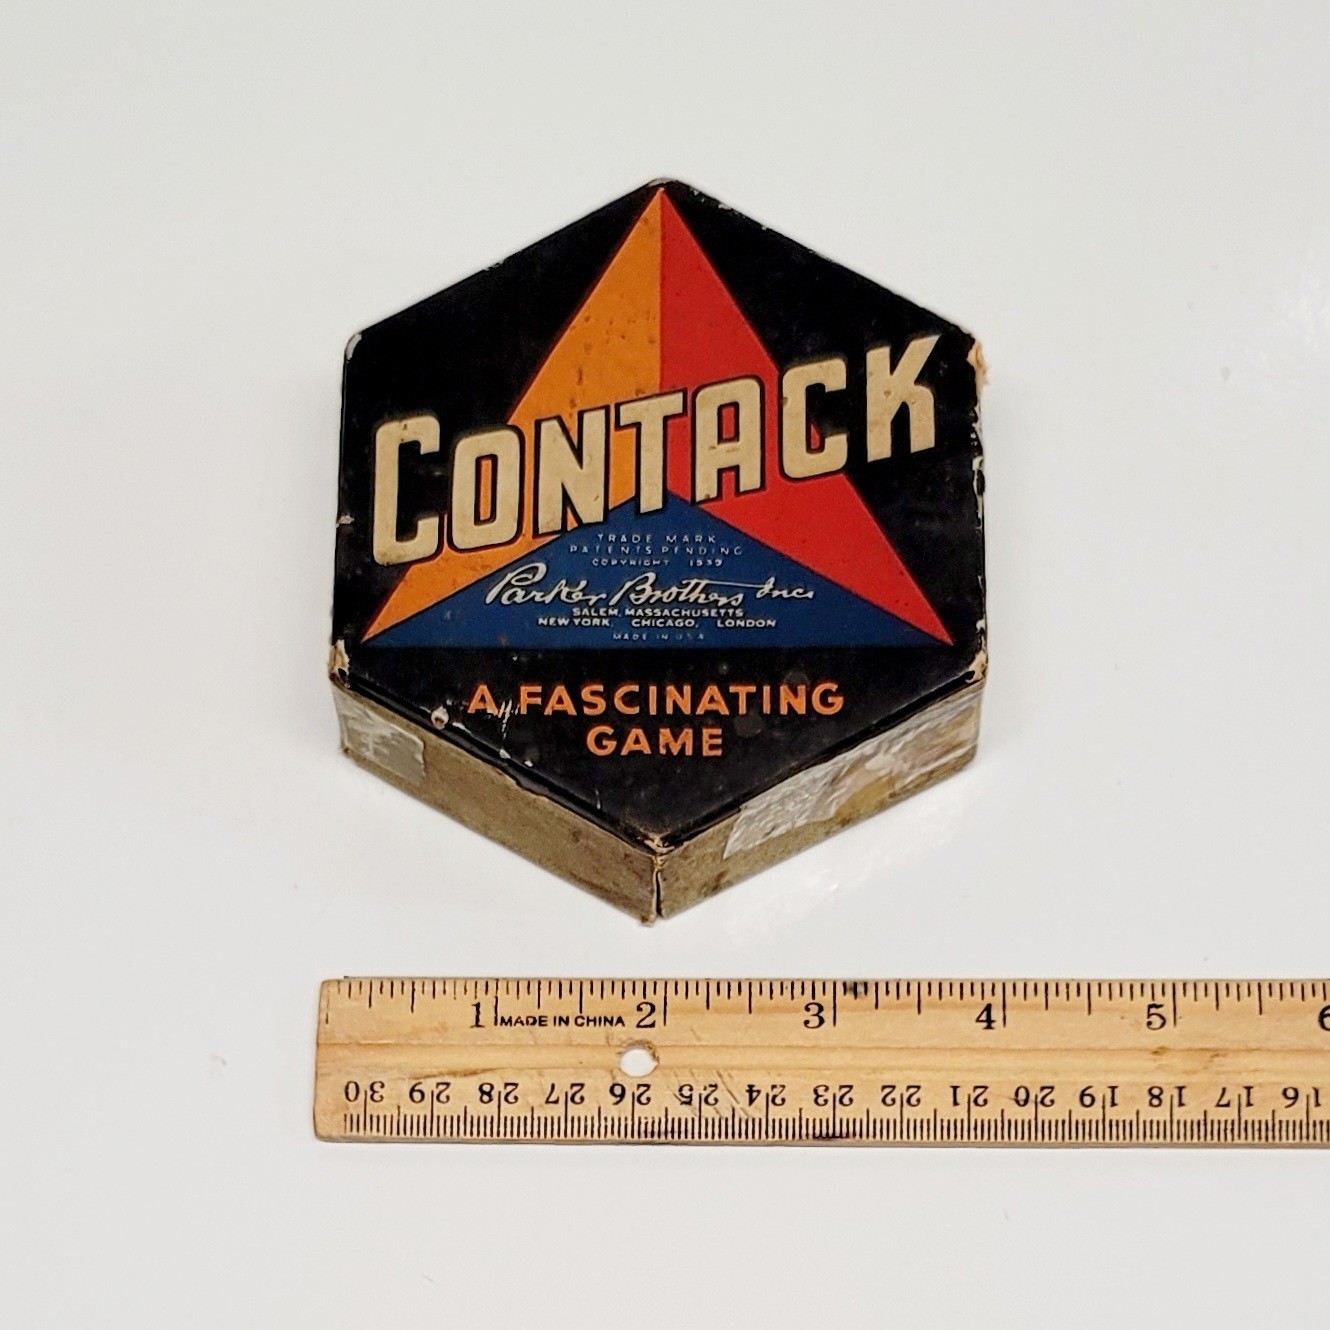 CONTACK
TRADE MARK
PATENTS PENDING
COPYRIGHT 1939
Parker Brothers Inc.
SALEM, MASSACHUSETTS
NEW YORK, CHICAGO, LONDON
MADE IN U.S.A
A FASCINATING
GAME
1 2 3 4 5 6
MADE IN CHINA
30 29 28 27 26 25 24 23 22 21 20 19 18 17 16